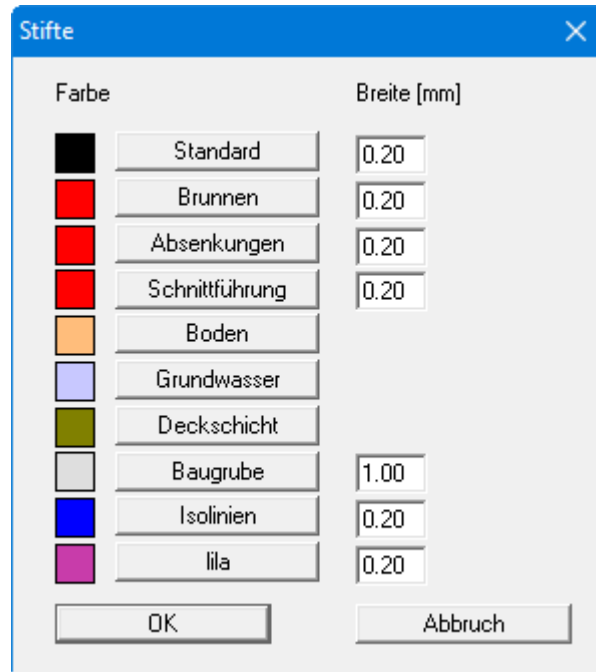 Stifte
Farbe Breite [mm]
Standard 0.20
Brunnen 0.20
Absenkungen 0.20
Schnittführung 0.20
Boden
Grundwasser
Deckschicht
Baugrube 1.00
Isolinien 0.20
lila 0.20
OK Abbruch